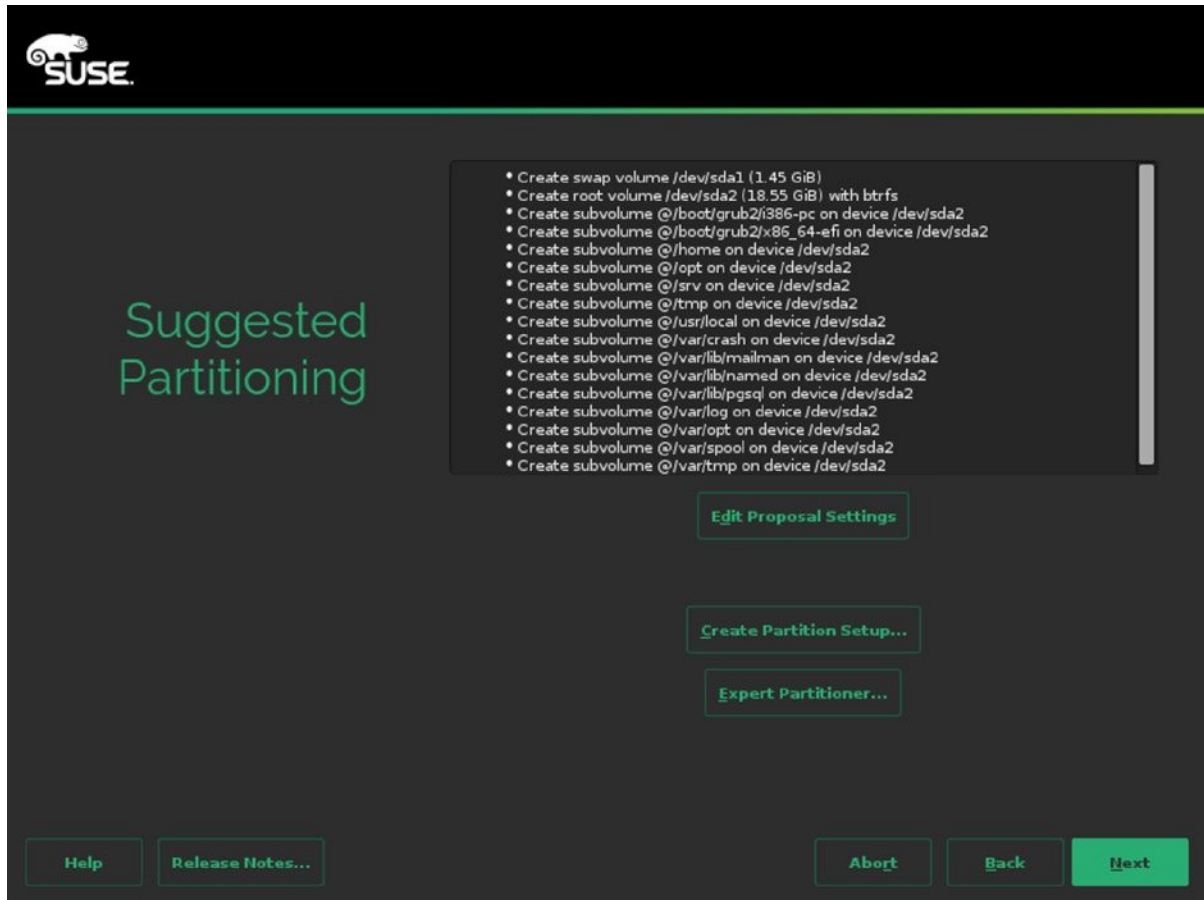 SUSE.
Suggested
Partitioning
• Create swap volume /dev/sda1 (1.45 GiB)
• Create root volume /dev/sda2 (18.55 GiB) with btrfs
• Create subvolume @/boot/grub2/i386-pc on device /dev/sda2
• Create subvolume @/boot/grub2/x86_64-efi on device /dev/sda2
• Create subvolume @/home on device /dev/sda2
• Create subvolume @/opt on device /dev/sda2
• Create subvolume @/srv on device /dev/sda2
• Create subvolume @/tmp on device /dev/sda2
• Create subvolume @/usr/local on device /dev/sda2
• Create subvolume @/var/crash on device /dev/sda2
• Create subvolume @/var/lib/mailman on device /dev/sda2
• Create subvolume @/var/lib/named on device /dev/sda2
• Create subvolume @/var/lib/pgsql on device /dev/sda2
• Create subvolume @/var/log on device /dev/sda2
• Create subvolume @/var/opt on device /dev/sda2
• Create subvolume @/var/spool on device /dev/sda2
• Create subvolume @/var/tmp on device /dev/sda2
Edit Proposal Settings
Create Partition Setup...
Expert Partitioner...
Help
Release Notes...
Abort
Back
Next